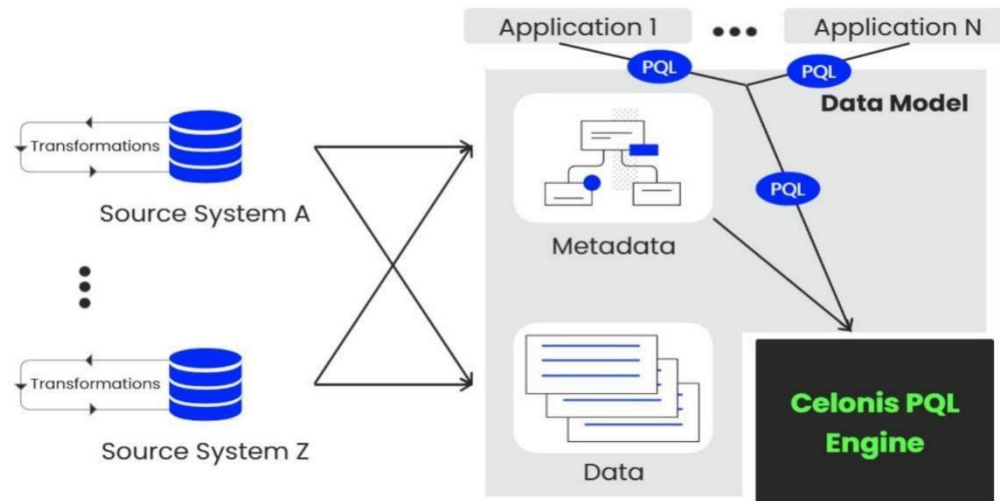 Application 1
Application N
PQL
PQL
Data Model
Transformations
Source System A
PQL
Metadata
Transformations
Source System Z
Data
Celonis PQL
Engine